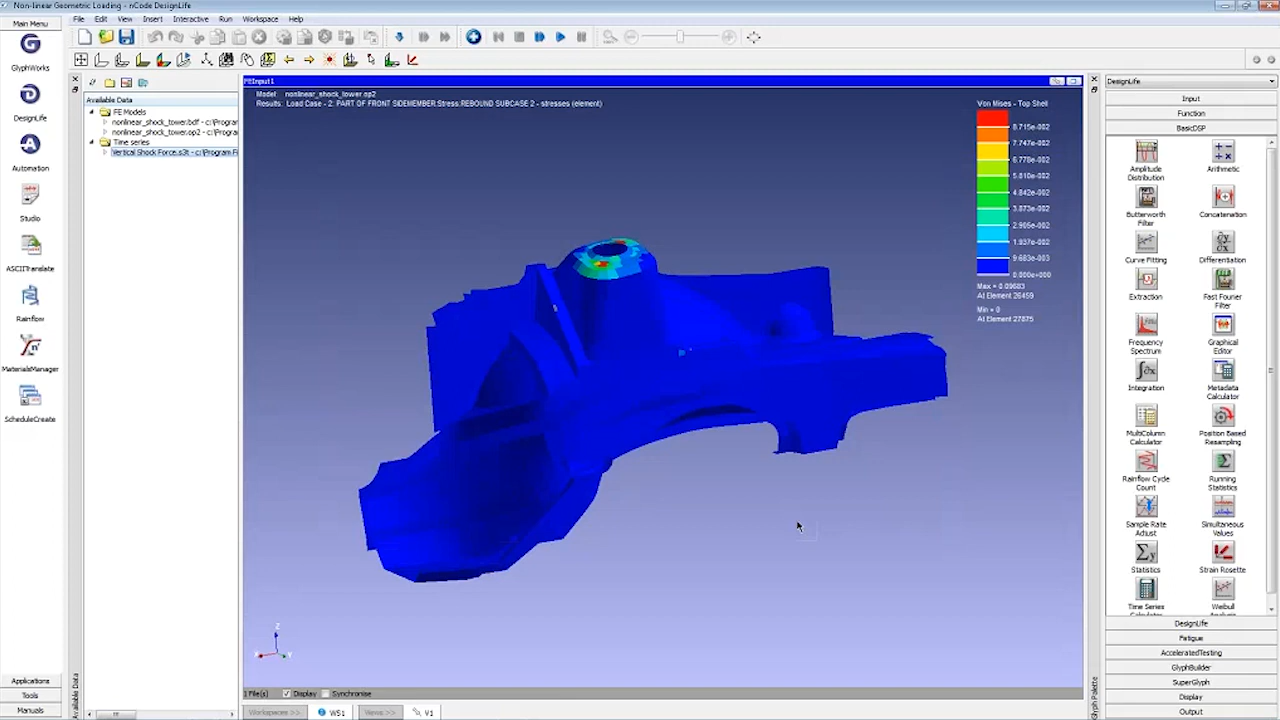 Non-linear Geometric Loading - nCode DesignLife
File Edit View Insert Interactive Run Workspace Help
Main Menu
GlyphWorks
DesignLife
Automation
Studio
ASCIITranslate
Rainflow
MaterialsManager
ScheduleCreate
Applications
Tools
Manuals
Available Data
FE Models
nonlinear_shock_tower.bdf - c:\Progra
nonlinear_shock_tower.op2 - c:\Progra
Time series
Vertical Shock Force.s3t - c:\Program Fi
Available Data
FEInput1
Model: nonlinear_shock_tower.op2
Results: Load Case - 2: PART OF FRONT SIDEMEMBER.Stress:REBOUND SUBCASE 2 - stresses (element)
Von Mises - Top Shell
8.715e-002
7.747e-002
6.778e-002
5.810e-002
4.842e-002
3.873e-002
2.905e-002
1.937e-002
9.683e-003
0.000e+000
Max = 0.09683
At Element 26459
Min = 0
At Element 27875
Z
1 File(s) Display Synchronise
Workspaces >> WS1 Views >> V1
Glyph Palette
DesignLife
Input
Function
BasicDSP
Amplitude Distribution
Arithmetic
Butterworth Filter
Concatenation
Curve Fitting
Differentiation
Extraction
Fast Fourier Filter
Frequency Spectrum
Graphical Editor
Integration
Metadata Calculator
MultiColumn Calculator
Position Based Resampling
Rainflow Cycle Count
Running Statistics
Sample Rate Adjust
Simultaneous Values
Statistics
Strain Rosette
Time Series
Weibull
DesignLife
Fatigue
AcceleratedTesting
GlyphBuilder
SuperGlyph
Display
Output